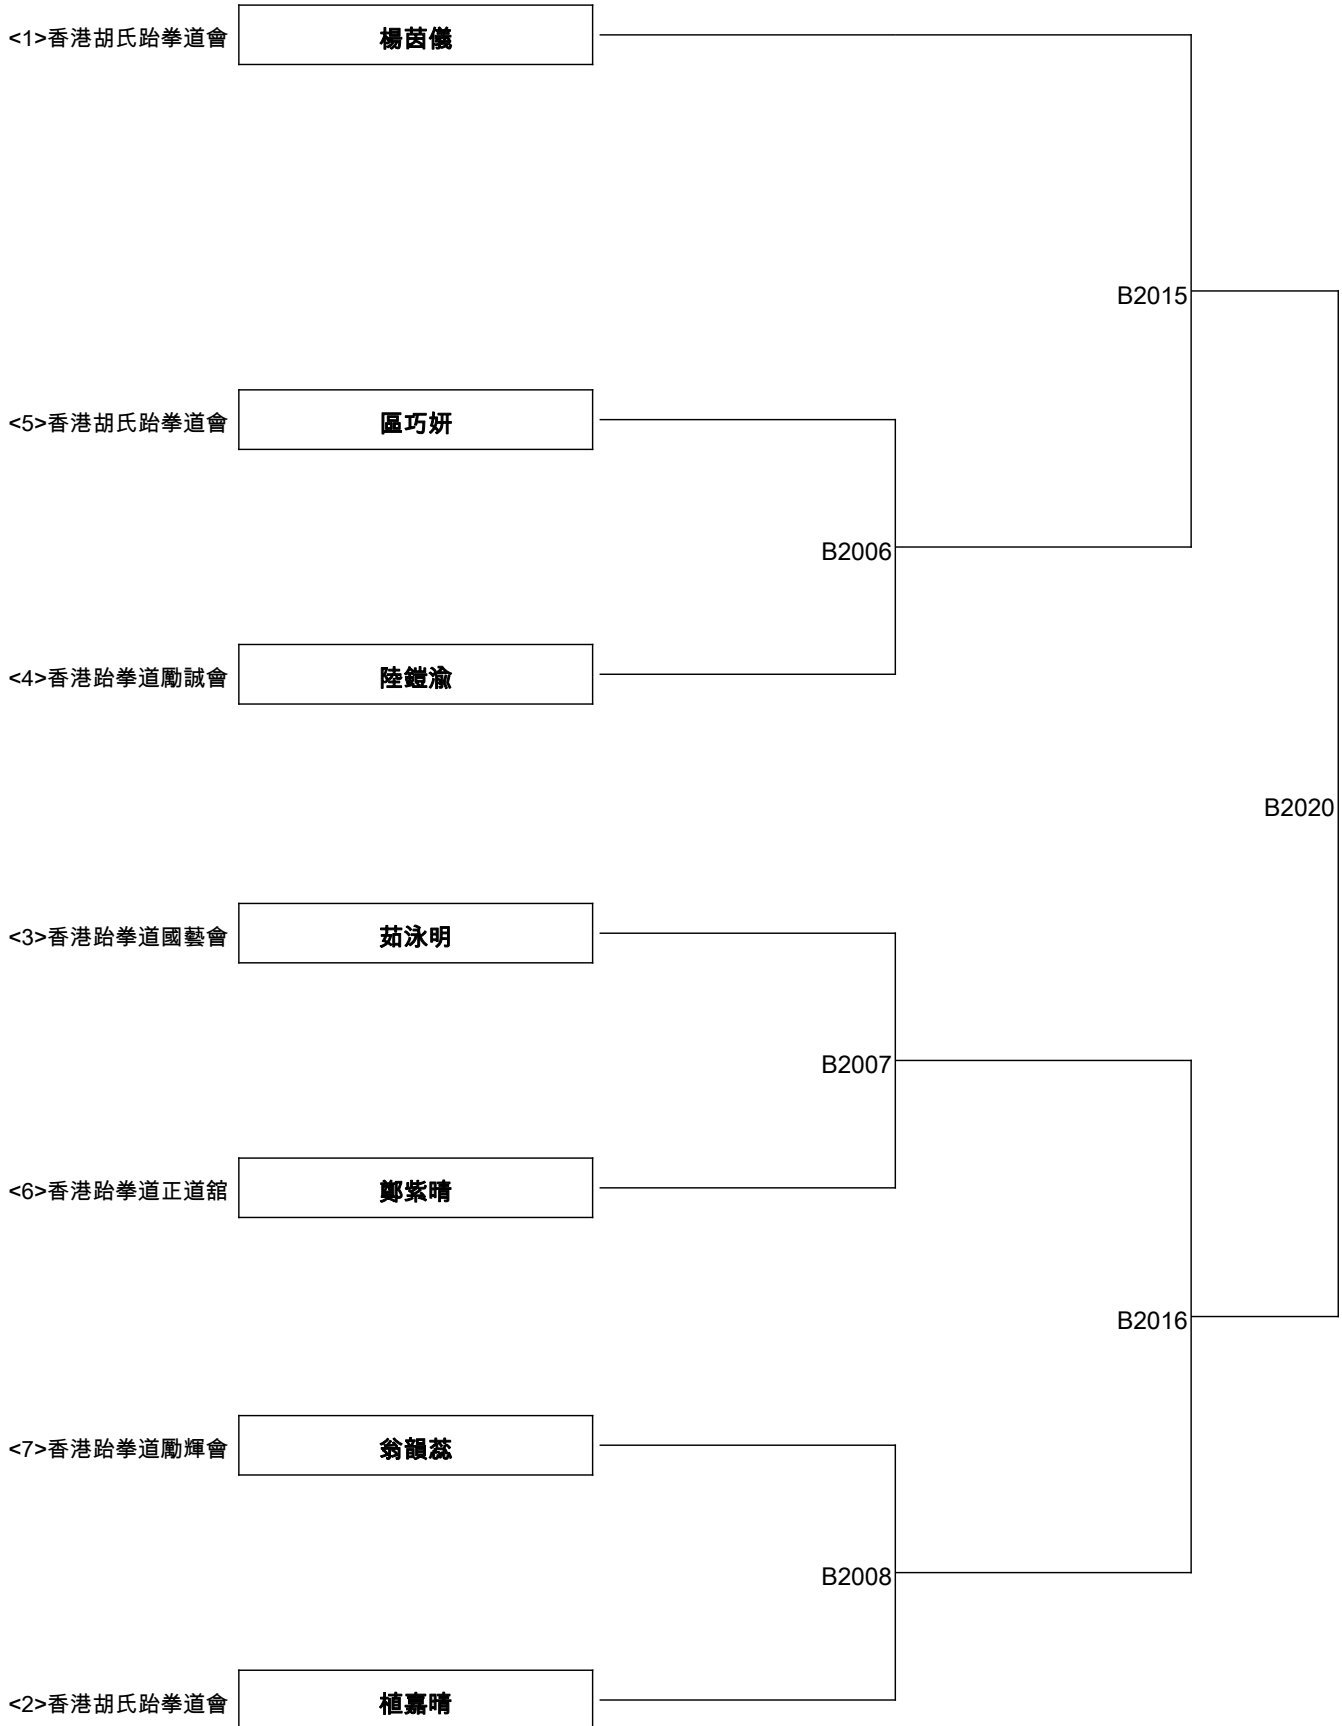 <1>香港胡氏跆拳道會 楊茵儀
B2015
<5>香港胡氏跆拳道會 區巧妍
B2006
<4>香港跆拳道勵誠會 陸鎧渝
B2020
<3>香港跆拳道國藝會 茹泳明
B2007
<6>香港跆拳道正道舘 鄭紫晴
B2016
<7>香港跆拳道勵輝會 翁韻蕊
B2008
<2>香港胡氏跆拳道會 植嘉晴